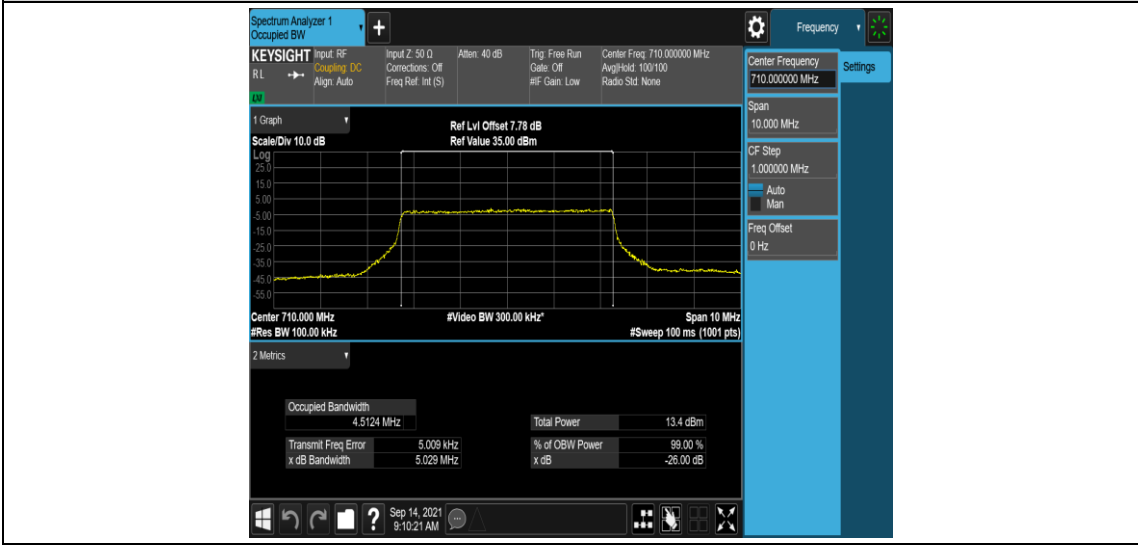 Spectrum Analyzer 1
Occupied BW
+
Frequency
KEYSIGHT
RL
LM
Input: RF
Coupling: DC
Align: Auto
Input Z: 50 Ω
Corrections: Off
Freq Ref: Int (S)
Atten: 40 dB
Trig: Free Run
Gate: Off
#IF Gain: Low
Center Freq: 710.000000 MHz
Avg|Hold: 100/100
Radio Std: None
Center Frequency
710.000000 MHz
Settings
Span
10.000 MHz
CF Step
1.000000 MHz
Auto
Man
Freq Offset
0 Hz
1 Graph
Ref Lvl Offset 7.78 dB
Scale/Div 10.0 dB
Ref Value 35.00 dBm
Log
25.0
15.0
5.00
-5.00
-15.0
-25.0
-35.0
-45.0
-55.0
Center 710.000 MHz
#Video BW 300.00 kHz*
Span 10 MHz
#Res BW 100.00 kHz
#Sweep 100 ms (1001 pts)
2 Metrics
Occupied Bandwidth
4.5124 MHz
Total Power 13.4 dBm
Transmit Freq Error 5.009 kHz
% of OBW Power 99.00 %
x dB Bandwidth 5.029 MHz
x dB -26.00 dB
?
Sep 14, 2021
9:10:21 AM